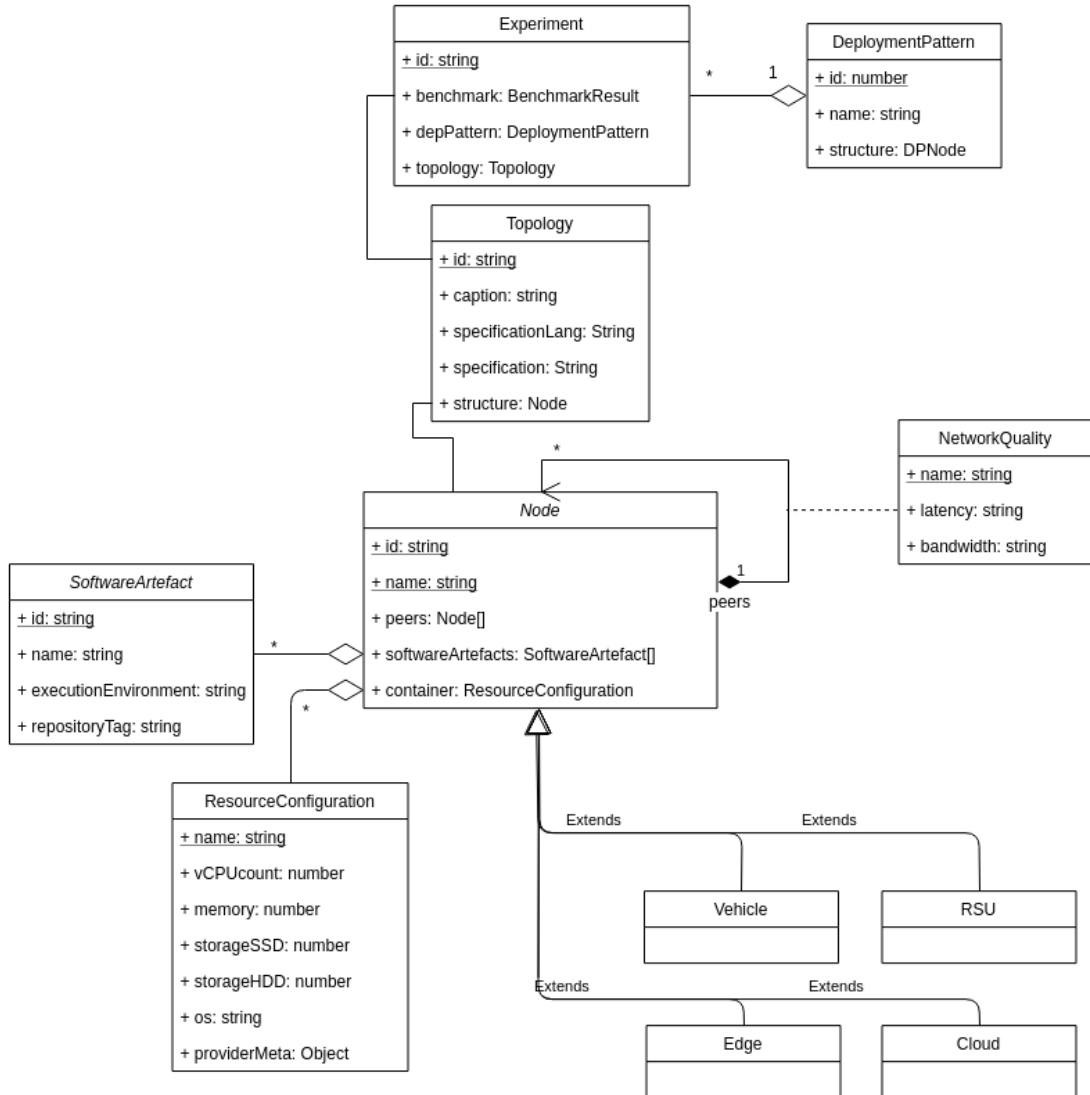 Experiment
+ id: string
+ benchmark: BenchmarkResult
+ depPattern: DeploymentPattern
+ topology: Topology
*
1
DeploymentPattern
+ id: number
+ name: string
+ structure: DPNode
Topology
+ id: string
+ caption: string
+ specificationLang: String
+ specification: String
+ structure: Node
*
NetworkQuality
+ name: string
+ latency: string
+ bandwidth: string
Node
+ id: string
+ name: string
+ peers: Node[]
+ softwareArtefacts: SoftwareArtefact[]
+ container: ResourceConfiguration
1
peers
SoftwareArtefact
+ id: string
+ name: string
+ executionEnvironment: string
+ repositoryTag: string
*
*
ResourceConfiguration
+ name: string
+ vCPUcount: number
+ memory: number
+ storageSSD: number
+ storageHDD: number
+ os: string
+ providerMeta: Object
Extends
Extends
Vehicle
RSU
Extends
Extends
Edge
Cloud